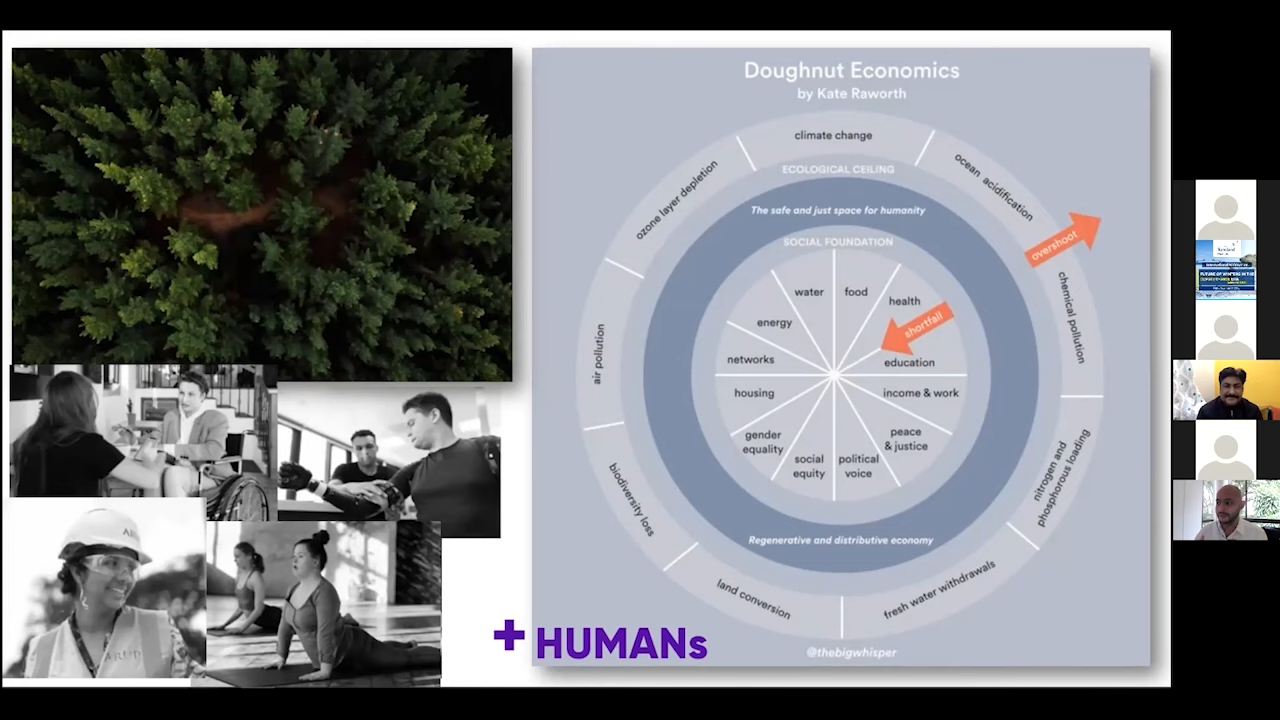 Doughnut Economics
by Kate Raworth
climate change
ocean acidification
chemical pollution
nitrogen and
phosphorous loading
fresh water withdrawals
land conversion
biodiversity loss
air pollution
ozone layer depletion
ECOLOGICAL CEILING
The safe and just space for humanity
overshoot
SOCIAL FOUNDATION
water
food
health
shortfall
education
income & work
peace
& justice
political
voice
social
equity
gender
equality
housing
networks
energy
Regenerative and distributive economy
@thebigwhisper
+ HUMANs
ARUP